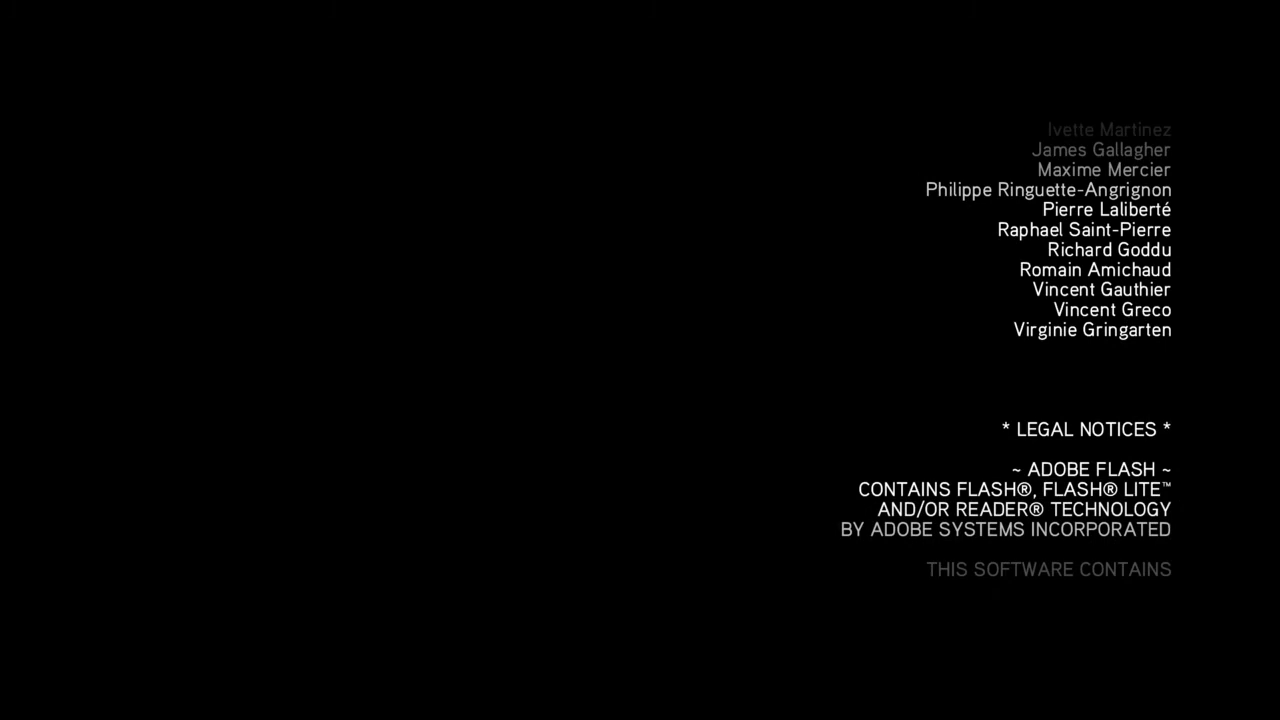 Ivette Martinez
James Gallagher
Maxime Mercier
Philippe Ringuette-Angrignon
Pierre Laliberté
Raphael Saint-Pierre
Richard Goddu
Romain Amichaud
Vincent Gauthier
Vincent Greco
Virginie Gringarten
* LEGAL NOTICES *
~ ADOBE FLASH ~
CONTAINS FLASH®, FLASH® LITE™
AND/OR READER® TECHNOLOGY
BY ADOBE SYSTEMS INCORPORATED
THIS SOFTWARE CONTAINS